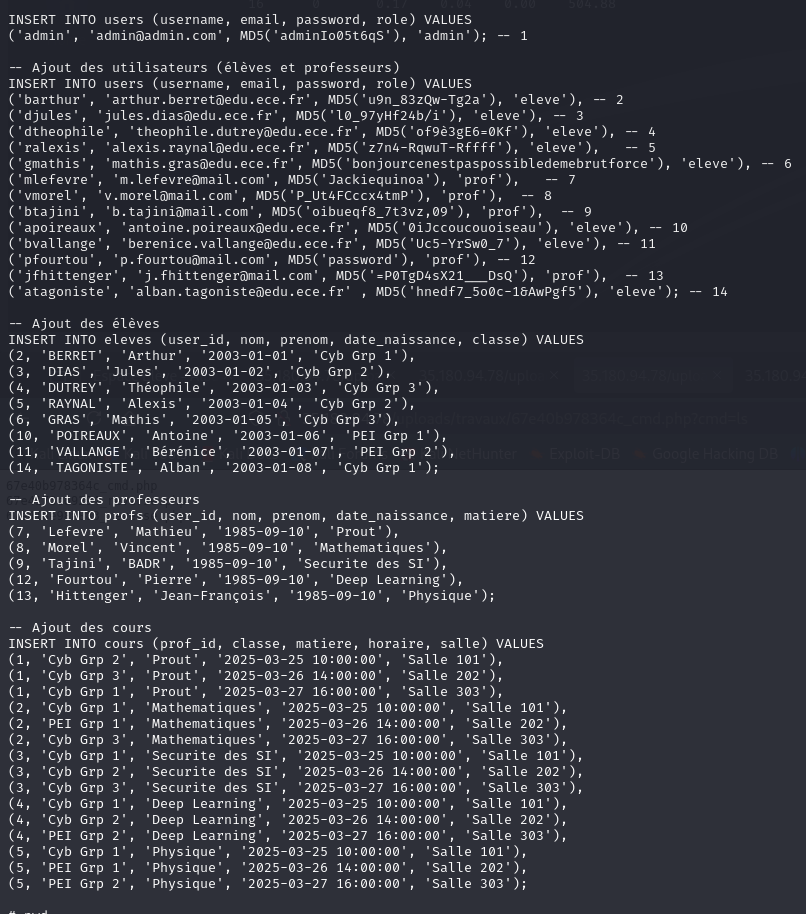 INSERT INTO users (username, email, password, role) VALUES
('admin', 'admin@admin.com', MD5('adminIo05t6qS'), 'admin'); -- 1
-- Ajout des utilisateurs (élèves et professeurs)
INSERT INTO users (username, email, password, role) VALUES
('barthur', 'arthur.berret@edu.ece.fr', MD5('u9n_83zQw-Tg2a'), 'eleve'), -- 2
('djules', 'jules.dias@edu.ece.fr', MD5('l0_97yHf24b/i'), 'eleve'), -- 3
('dtheophile', 'theophile.dutrey@edu.ece.fr', MD5('of9è3gE6=0Kf'), 'eleve'), -- 4
('ralexis', 'alexis.raynal@edu.ece.fr', MD5('z7n4-RqwuT-Rffff'), 'eleve'),   -- 5
('gmathis', 'mathis.gras@edu.ece.fr', MD5('bonjourcenestpaspossibledemebrutforce'), 'eleve'), -- 6
('mlefevre', 'm.lefevre@mail.com', MD5('Jackiequinoa'), 'prof'),   -- 7
('vmorel', 'v.morel@mail.com', MD5('P_Ut4FCccx4tmP'), 'prof'),   -- 8
('btajini', 'b.tajini@mail.com', MD5('oibueqf8_7t3vz,09'), 'prof'),   -- 9
('apoireaux', 'antoine.poireaux@edu.ece.fr', MD5('0iJccoucouoiseau'), 'eleve'), -- 10
('bvallange', 'berenice.vallange@edu.ece.fr', MD5('Uc5-YrSw0_7'), 'eleve'), -- 11
('pfourtou', 'p.fourtou@mail.com', MD5('password'), 'prof'), -- 12
('jfhittenger', 'j.fhittenger@mail.com', MD5('=P0TgD4sX21___DsQ'), 'prof'),  -- 13
('atagoniste', 'alban.tagoniste@edu.ece.fr' , MD5('hnedf7_5o0c-1&AwPgf5'), 'eleve'); -- 14
-- Ajout des élèves
INSERT INTO eleves (user_id, nom, prenom, date_naissance, classe) VALUES
(2, 'BERRET', 'Arthur', '2003-01-01', 'Cyb Grp 1'),
(3, 'DIAS', 'Jules', '2003-01-02', 'Cyb Grp 2'),
(4, 'DUTREY', 'Théophile', '2003-01-03', 'Cyb Grp 3'),
(5, 'RAYNAL', 'Alexis', '2003-01-04', 'Cyb Grp 2'),
(6, 'GRAS', 'Mathis', '2003-01-05', 'Cyb Grp 3'),
(10, 'POIREAUX', 'Antoine', '2003-01-06', 'PEI Grp 1'),
(11, 'VALLANGE', 'Bérénice', '2003-01-07', 'PEI Grp 2'),
(14, 'TAGONISTE', 'Alban', '2003-01-08', 'Cyb Grp 1');
-- Ajout des professeurs
INSERT INTO profs (user_id, nom, prenom, date_naissance, matiere) VALUES
(7, 'Lefevre', 'Mathieu', '1985-09-10', 'Prout'),
(8, 'Morel', 'Vincent', '1985-09-10', 'Mathematiques'),
(9, 'Tajini', 'BADR', '1985-09-10', 'Securite des SI'),
(12, 'Fourtou', 'Pierre', '1985-09-10', 'Deep Learning'),
(13, 'Hittenger', 'Jean-François', '1985-09-10', 'Physique');
-- Ajout des cours
INSERT INTO cours (prof_id, classe, matiere, horaire, salle) VALUES
(1, 'Cyb Grp 2', 'Prout', '2025-03-25 10:00:00', 'Salle 101'),
(1, 'Cyb Grp 3', 'Prout', '2025-03-26 14:00:00', 'Salle 202'),
(1, 'Cyb Grp 1', 'Prout', '2025-03-27 16:00:00', 'Salle 303'),
(2, 'Cyb Grp 1', 'Mathematiques', '2025-03-25 10:00:00', 'Salle 101'),
(2, 'PEI Grp 1', 'Mathematiques', '2025-03-26 14:00:00', 'Salle 202'),
(2, 'Cyb Grp 3', 'Mathematiques', '2025-03-27 16:00:00', 'Salle 303'),
(3, 'Cyb Grp 1', 'Securite des SI', '2025-03-25 10:00:00', 'Salle 101'),
(3, 'Cyb Grp 2', 'Securite des SI', '2025-03-26 14:00:00', 'Salle 202'),
(3, 'Cyb Grp 3', 'Securite des SI', '2025-03-27 16:00:00', 'Salle 303'),
(4, 'Cyb Grp 1', 'Deep Learning', '2025-03-25 10:00:00', 'Salle 101'),
(4, 'Cyb Grp 2', 'Deep Learning', '2025-03-26 14:00:00', 'Salle 202'),
(4, 'PEI Grp 2', 'Deep Learning', '2025-03-27 16:00:00', 'Salle 303'),
(5, 'Cyb Grp 1', 'Physique', '2025-03-25 10:00:00', 'Salle 101'),
(5, 'PEI Grp 1', 'Physique', '2025-03-26 14:00:00', 'Salle 202'),
(5, 'PEI Grp 2', 'Physique', '2025-03-27 16:00:00', 'Salle 303');